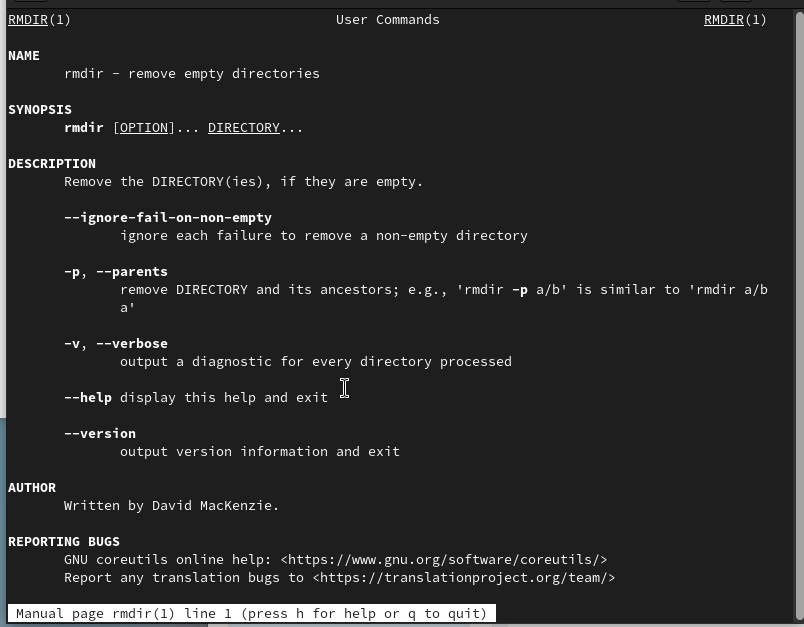 RMDIR(1) User Commands RMDIR(1)
NAME
rmdir - remove empty directories
SYNOPSIS
rmdir [OPTION]... DIRECTORY...
DESCRIPTION
Remove the DIRECTORY(ies), if they are empty.
--ignore-fail-on-non-empty
ignore each failure to remove a non-empty directory
-p, --parents
remove DIRECTORY and its ancestors; e.g., 'rmdir -p a/b' is similar to 'rmdir a/b
a'
-v, --verbose
output a diagnostic for every directory processed
--help display this help and exit
--version
output version information and exit
AUTHOR
Written by David MacKenzie.
REPORTING BUGS
GNU coreutils online help: <https://www.gnu.org/software/coreutils/>
Report any translation bugs to <https://translationproject.org/team/>
Manual page rmdir(1) line 1 (press h for help or q to quit)